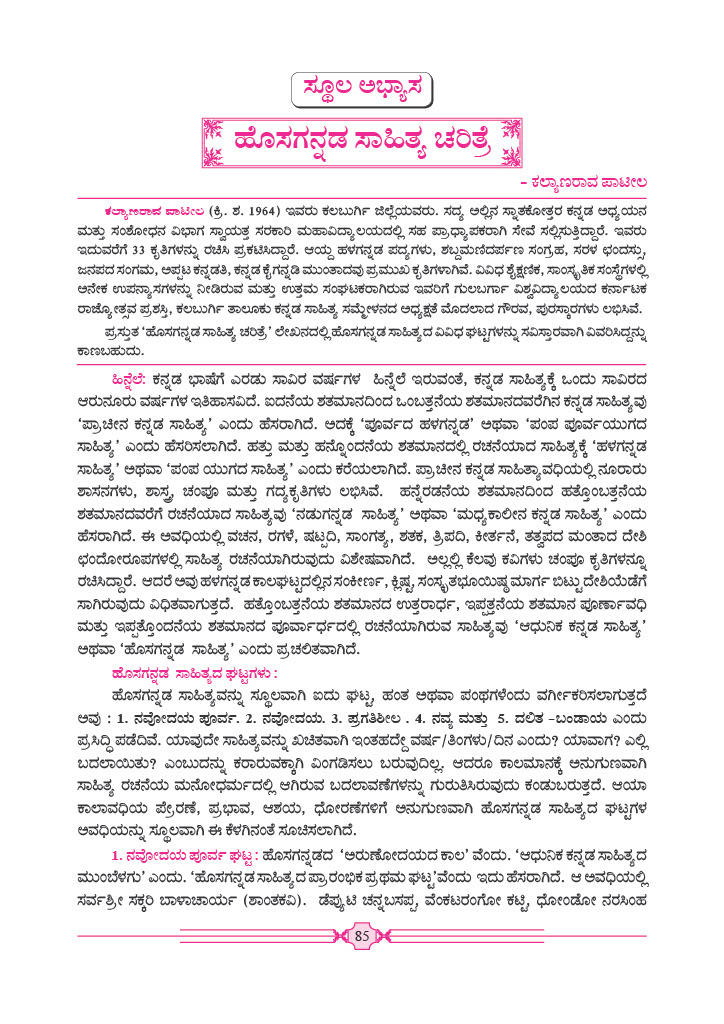 ಸ್ಥೂಲ ಅಭ್ಯಾಸ
ಹೊಸಗನ್ನಡ ಸಾಹಿತ್ಯ ಚರಿತ್ರೆ
– ಕಲ್ಯಾಣರಾವ ಪಾಟೀಲ
ಕಲ್ಯಾಣರಾವ ಪಾಟೀಲ (ಕ್ರಿ. ಶ. 1964) ಇವರು ಕಲಬುರ್ಗಿ ಜಿಲ್ಲೆಯವರು. ಸದ್ಯ ಅಲ್ಲಿನ ಸ್ನಾತಕೋತ್ತರ ಕನ್ನಡ ಅಧ್ಯಯನ
ಮತ್ತು ಸಂಶೋಧನ ವಿಭಾಗ ಸ್ವಾಯತ್ತ ಸರಕಾರಿ ಮಹಾವಿದ್ಯಾಲಯದಲ್ಲಿ ಸಹ ಪ್ರಾಧ್ಯಾಪಕರಾಗಿ ಸೇವೆ ಸಲ್ಲಿಸುತ್ತಿದ್ದಾರೆ. ಇವರು
ಇದುವರೆಗೆ 33 ಕೃತಿಗಳನ್ನು ರಚಿಸಿ ಪ್ರಕಟಿಸಿದ್ದಾರೆ. ಆಯ್ದ ಹಳಗನ್ನಡ ಪದ್ಯಗಳು, ಶಬ್ದಮಣಿದರ್ಪಣ ಸಂಗ್ರಹ, ಸರಳ ಛಂದಸ್ಸು,
ಜನಪದ ಸಂಗಮ, ಅಪ್ಪಟ ಕನ್ನಡತಿ, ಕನ್ನಡ ಕೈಗನ್ನಡಿ ಮುಂತಾದವು ಪ್ರಮುಖ ಕೃತಿಗಳಾಗಿವೆ. ವಿವಿಧ ಶೈಕ್ಷಣಿಕ, ಸಾಂಸ್ಕೃತಿಕ ಸಂಸ್ಥೆಗಳಲ್ಲಿ
ಅನೇಕ ಉಪನ್ಯಾಸಗಳನ್ನು ನೀಡಿರುವ ಮತ್ತು ಉತ್ತಮ ಸಂಘಟಕರಾಗಿರುವ ಇವರಿಗೆ ಗುಲಬರ್ಗಾ ವಿಶ್ವವಿದ್ಯಾಲಯದ ಕರ್ನಾಟಕ
ರಾಜ್ಯೋತ್ಸವ ಪ್ರಶಸ್ತಿ, ಕಲಬುರ್ಗಿ ತಾಲೂಕು ಕನ್ನಡ ಸಾಹಿತ್ಯ ಸಮ್ಮೇಳನದ ಅಧ್ಯಕ್ಷತೆ ಮೊದಲಾದ ಗೌರವ, ಪುರಸ್ಕಾರಗಳು ಲಭಿಸಿವೆ.
ಪ್ರಸ್ತುತ ‘ಹೊಸಗನ್ನಡ ಸಾಹಿತ್ಯ ಚರಿತ್ರೆ’ ಲೇಖನದಲ್ಲಿ ಹೊಸಗನ್ನಡ ಸಾಹಿತ್ಯದ ವಿವಿಧ ಘಟ್ಟಗಳನ್ನು ಸವಿಸ್ತಾರವಾಗಿ ವಿವರಿಸಿದ್ದನ್ನು
ಕಾಣಬಹುದು.
ಹಿನ್ನೆಲೆ: ಕನ್ನಡ ಭಾಷೆಗೆ ಎರಡು ಸಾವಿರ ವರ್ಷಗಳ ಹಿನ್ನೆಲೆ ಇರುವಂತೆ, ಕನ್ನಡ ಸಾಹಿತ್ಯಕ್ಕೆ ಒಂದು ಸಾವಿರದ
ಆರುನೂರು ವರ್ಷಗಳ ಇತಿಹಾಸವಿದೆ. ಐದನೆಯ ಶತಮಾನದಿಂದ ಒಂಬತ್ತನೆಯ ಶತಮಾನದವರೆಗಿನ ಕನ್ನಡ ಸಾಹಿತ್ಯವು
‘ಪ್ರಾಚೀನ ಕನ್ನಡ ಸಾಹಿತ್ಯ’ ಎಂದು ಹೆಸರಾಗಿದೆ. ಅದಕ್ಕೆ ‘ಪೂರ್ವದ ಹಳಗನ್ನಡ’ ಅಥವಾ ‘ಪಂಪ ಪೂರ್ವಯುಗದ
ಸಾಹಿತ್ಯ’ ಎಂದು ಹೆಸರಿಸಲಾಗಿದೆ. ಹತ್ತು ಮತ್ತು ಹನ್ನೊಂದನೆಯ ಶತಮಾನದಲ್ಲಿ ರಚನೆಯಾದ ಸಾಹಿತ್ಯಕ್ಕೆ ‘ಹಳಗನ್ನಡ
ಸಾಹಿತ್ಯ’ ಅಥವಾ ‘ಪಂಪ ಯುಗದ ಸಾಹಿತ್ಯ’ ಎಂದು ಕರೆಯಲಾಗಿದೆ. ಪ್ರಾಚೀನ ಕನ್ನಡ ಸಾಹಿತ್ಯಾವಧಿಯಲ್ಲಿ ನೂರಾರು
ಶಾಸನಗಳು, ಶಾಸ್ತ್ರ, ಚಂಪೂ ಮತ್ತು ಗದ್ಯಕೃತಿಗಳು ಲಭಿಸಿವೆ. ಹನ್ನೆರಡನೆಯ ಶತಮಾನದಿಂದ ಹತ್ತೊಂಬತ್ತನೆಯ
ಶತಮಾನದವರೆಗೆ ರಚನೆಯಾದ ಸಾಹಿತ್ಯವು ‘ನಡುಗನ್ನಡ ಸಾಹಿತ್ಯ’ ಅಥವಾ ‘ಮಧ್ಯಕಾಲೀನ ಕನ್ನಡ ಸಾಹಿತ್ಯ’ ಎಂದು
ಹೆಸರಾಗಿದೆ. ಈ ಅವಧಿಯಲ್ಲಿ ವಚನ, ರಗಳೆ, ಷಟ್ಪದಿ, ಸಾಂಗತ್ಯ, ಶತಕ, ತ್ರಿಪದಿ, ಕೀರ್ತನೆ, ತತ್ವಪದ ಮಂತಾದ ದೇಶಿ
ಛಂದೋರೂಪಗಳಲ್ಲಿ ಸಾಹಿತ್ಯ ರಚನೆಯಾಗಿರುವುದು ವಿಶೇಷವಾಗಿದೆ. ಅಲ್ಲಲ್ಲಿ ಕೆಲವು ಕವಿಗಳು ಚಂಪೂ ಕೃತಿಗಳನ್ನೂ
ರಚಿಸಿದ್ದಾರೆ. ಆದರೆ ಅವು ಹಳಗನ್ನಡ ಕಾಲಘಟ್ಟದಲ್ಲಿನ ಸಂಕೀರ್ಣ, ಕ್ಲಿಷ್ಟ, ಸಂಸ್ಕೃತಭೂಯಿಷ್ಠ ಮಾರ್ಗ ಬಿಟ್ಟು ದೇಶಿಯೆಡೆಗೆ
ಸಾಗಿರುವುದು ವಿಧಿತವಾಗುತ್ತದೆ. ಹತ್ತೊಂಬತ್ತನೆಯ ಶತಮಾನದ ಉತ್ತರಾರ್ಧ, ಇಪ್ಪತ್ತನೆಯ ಶತಮಾನ ಪೂರ್ಣಾವಧಿ
ಮತ್ತು ಇಪ್ಪತ್ತೊಂದನೆಯ ಶತಮಾನದ ಪೂರ್ವಾರ್ಧದಲ್ಲಿ ರಚನೆಯಾಗಿರುವ ಸಾಹಿತ್ಯವು ‘ಆಧುನಿಕ ಕನ್ನಡ ಸಾಹಿತ್ಯ’
ಅಥವಾ ‘ಹೊಸಗನ್ನಡ ಸಾಹಿತ್ಯ’ ಎಂದು ಪ್ರಚಲಿತವಾಗಿದೆ.
ಹೊಸಗನ್ನಡ ಸಾಹಿತ್ಯದ ಘಟ್ಟಗಳು :
ಹೊಸಗನ್ನಡ ಸಾಹಿತ್ಯವನ್ನು ಸ್ಥೂಲವಾಗಿ ಐದು ಘಟ್ಟ, ಹಂತ ಅಥವಾ ಪಂಥಗಳೆಂದು ವರ್ಗೀಕರಿಸಲಾಗುತ್ತದೆ
ಅವು : 1. ನವೋದಯ ಪೂರ್ವ. 2. ನವೋದಯ. 3. ಪ್ರಗತಿಶೀಲ . 4. ನವ್ಯ ಮತ್ತು 5. ದಲಿತ –ಬಂಡಾಯ ಎಂದು
ಪ್ರಸಿದ್ಧಿ ಪಡೆದಿವೆ. ಯಾವುದೇ ಸಾಹಿತ್ಯವನ್ನು ಖಚಿತವಾಗಿ ಇಂತಹದ್ದೇ ವರ್ಷ/ತಿಂಗಳು/ದಿನ ಎಂದು? ಯಾವಾಗ? ಎಲ್ಲಿ
ಬದಲಾಯಿತು? ಎಂಬುದನ್ನು ಕರಾರುವಕ್ಕಾಗಿ ವಿಂಗಡಿಸಲು ಬರುವುದಿಲ್ಲ. ಆದರೂ ಕಾಲಮಾನಕ್ಕೆ ಅನುಗುಣವಾಗಿ
ಸಾಹಿತ್ಯ ರಚನೆಯ ಮನೋಧರ್ಮದಲ್ಲಿ ಆಗಿರುವ ಬದಲಾವಣೆಗಳನ್ನು ಗುರುತಿಸಿರುವುದು ಕಂಡುಬರುತ್ತದೆ. ಆಯಾ
ಕಾಲಾವಧಿಯ ಪ್ರೇರಣೆ, ಪ್ರಭಾವ, ಆಶಯ, ಧೋರಣೆಗಳಿಗೆ ಅನುಗುಣವಾಗಿ ಹೊಸಗನ್ನಡ ಸಾಹಿತ್ಯದ ಘಟ್ಟಗಳ
ಅವಧಿಯನ್ನು ಸ್ಥೂಲವಾಗಿ ಈ ಕೆಳಗಿನಂತೆ ಸೂಚಿಸಲಾಗಿದೆ.
1. ನವೋದಯ ಪೂರ್ವ ಘಟ್ಟ : ಹೊಸಗನ್ನಡದ ‘ಅರುಣೋದಯದ ಕಾಲ’ ವೆಂದು. ‘ಆಧುನಿಕ ಕನ್ನಡ ಸಾಹಿತ್ಯದ
ಮುಂಬೆಳಗು’ ಎಂದು. ‘ಹೊಸಗನ್ನಡ ಸಾಹಿತ್ಯದ ಪ್ರಾರಂಭಿಕ ಪ್ರಥಮ ಘಟ್ಟ’ವೆಂದು ಇದು ಹೆಸರಾಗಿದೆ. ಆ ಅವಧಿಯಲ್ಲಿ
ಸರ್ವಶ್ರೀ ಸಕ್ಕರಿ ಬಾಳಾಚಾರ್ಯ (ಶಾಂತಕವಿ). ಡೆಪ್ಯುಟಿ ಚನ್ನಬಸಪ್ಪ, ವೆಂಕಟರಂಗೋ ಕಟ್ಟಿ, ಧೋಂಡೋ ನರಸಿಂಹ
85